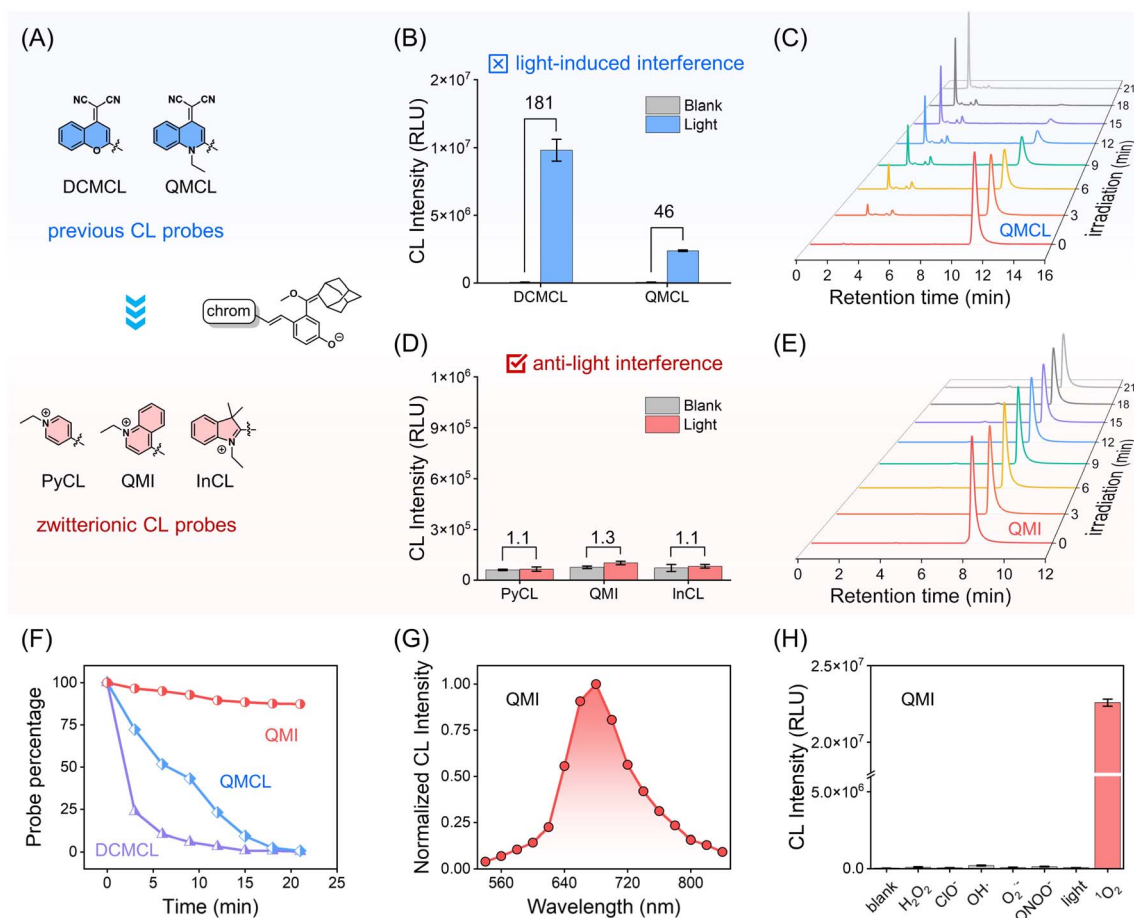 (A)
NC CN
NC CN
O
N
DCMCL QMCL
previous CL probes
chrom
O
O⊖
N+
N+
N+
PyCL QMI InCL
zwitterionic CL probes
(B)
light-induced interference
CL Intensity (RLU)
2×10⁷
1×10⁷
5×10⁶
0
181
46
Blank
Light
DCMCL QMCL
(C)
QMCL
0 2 4 6 8 10 12 14 16
Retention time (min)
0
3
6
9
12
15
18
21
irradiation (min)
(D)
anti-light interference
CL Intensity (RLU)
1×10⁶
9×10⁵
6×10⁵
3×10⁵
0
1.1 1.3 1.1
Blank
Light
PyCL QMI InCL
(E)
QMI
0 2 4 6 8 10 12
Retention time (min)
0
3
6
9
12
15
18
21
irradiation (min)
(F)
Probe percentage
100
75
50
25
0
QMI
QMCL
DCMCL
0 5 10 15 20 25
Time (min)
(G)
Normalized CL Intensity
QMI
1.00
0.75
0.50
0.25
0.00
560 640 720 800
Wavelength (nm)
(H)
CL Intensity (RLU)
QMI
2.5×10⁷
2.0×10⁷
5.0×10⁶
0.0
blank H₂O₂ ClO⁻ OH· O₂·⁻ ONOO⁻ light ¹O₂